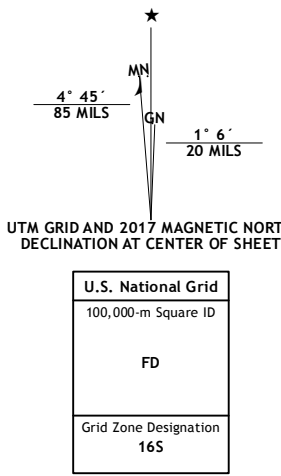 MN
GN
4° 45´
85 MILS
1° 6´
20 MILS
UTM GRID AND 2017 MAGNETIC NORT
DECLINATION AT CENTER OF SHEET
U.S. National Grid
100,000-m Square ID
FD
Grid Zone Designation
16S